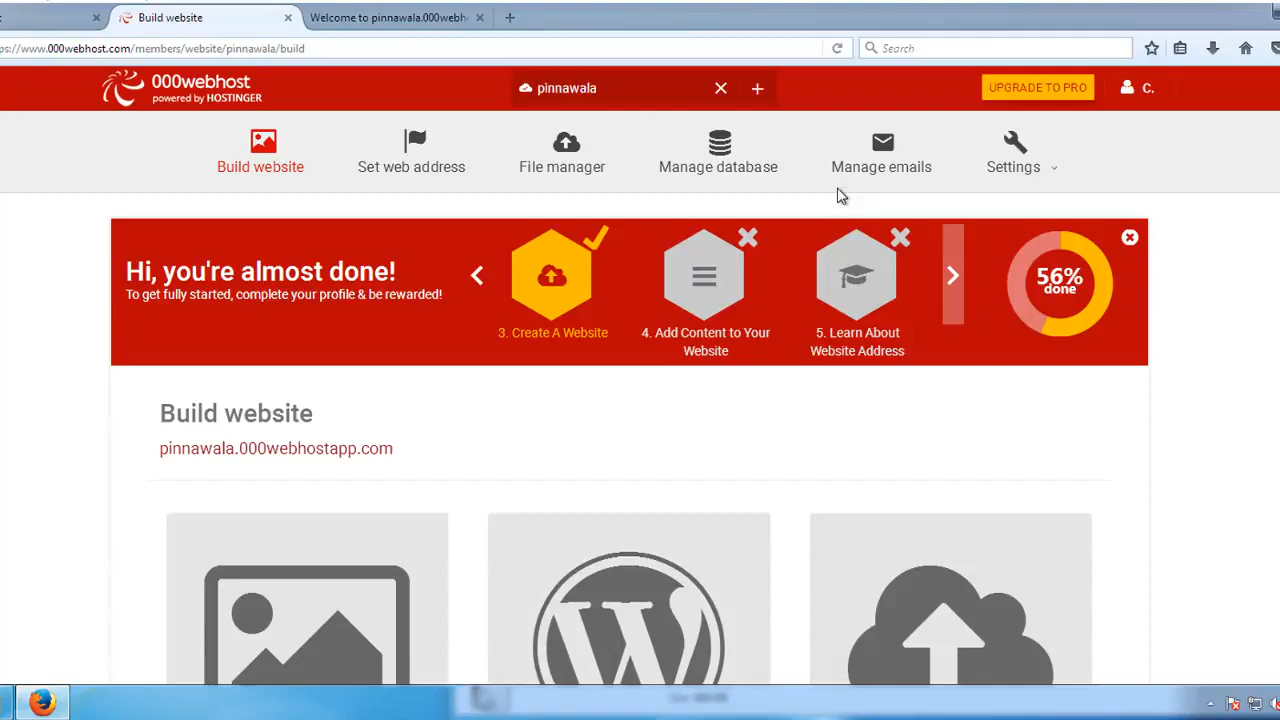 Build website
Welcome to pinnawala.000webh
ps://www.000webhost.com/members/website/pinnawala/build
Search
000webhost
powered by HOSTINGER
pinnawala
UPGRADE TO PRO
C.
Build website
Set web address
File manager
Manage database
Manage emails
Settings
Hi, you're almost done!
To get fully started, complete your profile & be rewarded!
3. Create A Website
4. Add Content to Your
Website
5. Learn About
Website Address
56%
done
Build website
pinnawala.000webhostapp.com